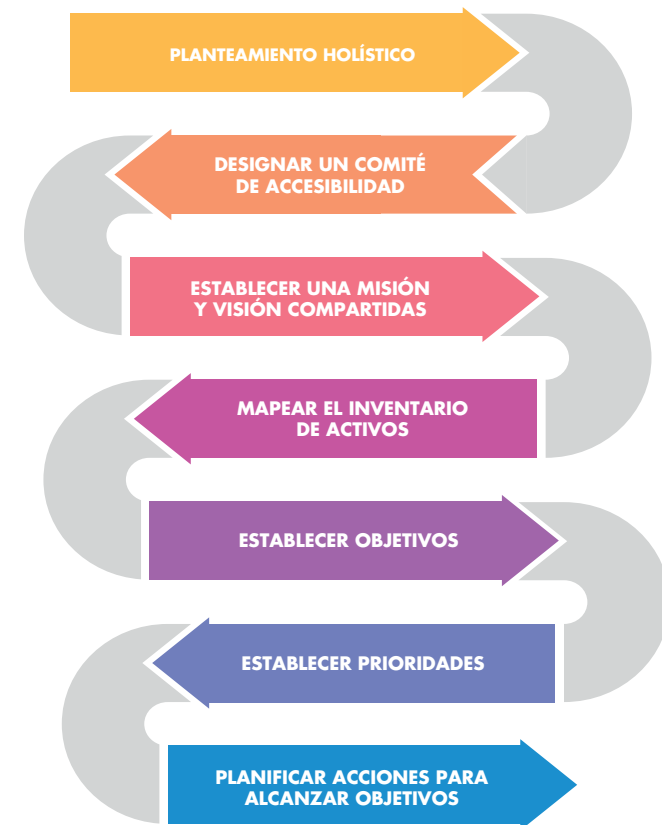 PLANTEAMIENTO HOLÍSTICO
DESIGNAR UN COMITÉ
DE ACCESIBILIDAD
ESTABLECER UNA MISIÓN
Y VISIÓN COMPARTIDAS
MAPEAR EL INVENTARIO
DE ACTIVOS
ESTABLECER OBJETIVOS
ESTABLECER PRIORIDADES
PLANIFICAR ACCIONES PARA
ALCANZAR OBJETIVOS